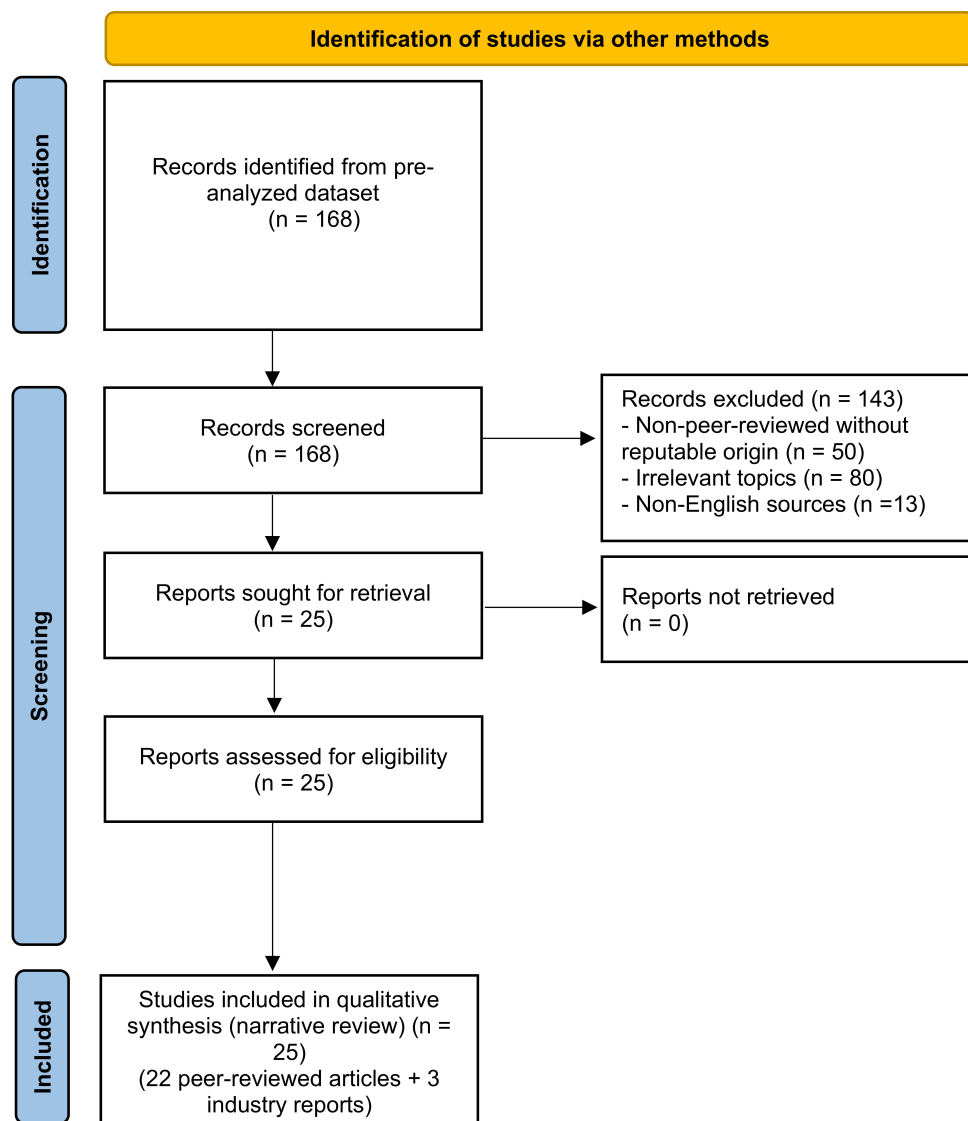 Identification of studies via other methods
Identification
Records identified from pre-
analyzed dataset
(n = 168)
Screening
Records screened
(n = 168)
Records excluded (n = 143)
- Non-peer-reviewed without
reputable origin (n = 50)
- Irrelevant topics (n = 80)
- Non-English sources (n =13)
Reports sought for retrieval
(n = 25)
Reports not retrieved
(n = 0)
Reports assessed for eligibility
(n = 25)
Included
Studies included in qualitative
synthesis (narrative review) (n =
25)
(22 peer-reviewed articles + 3
industry reports)